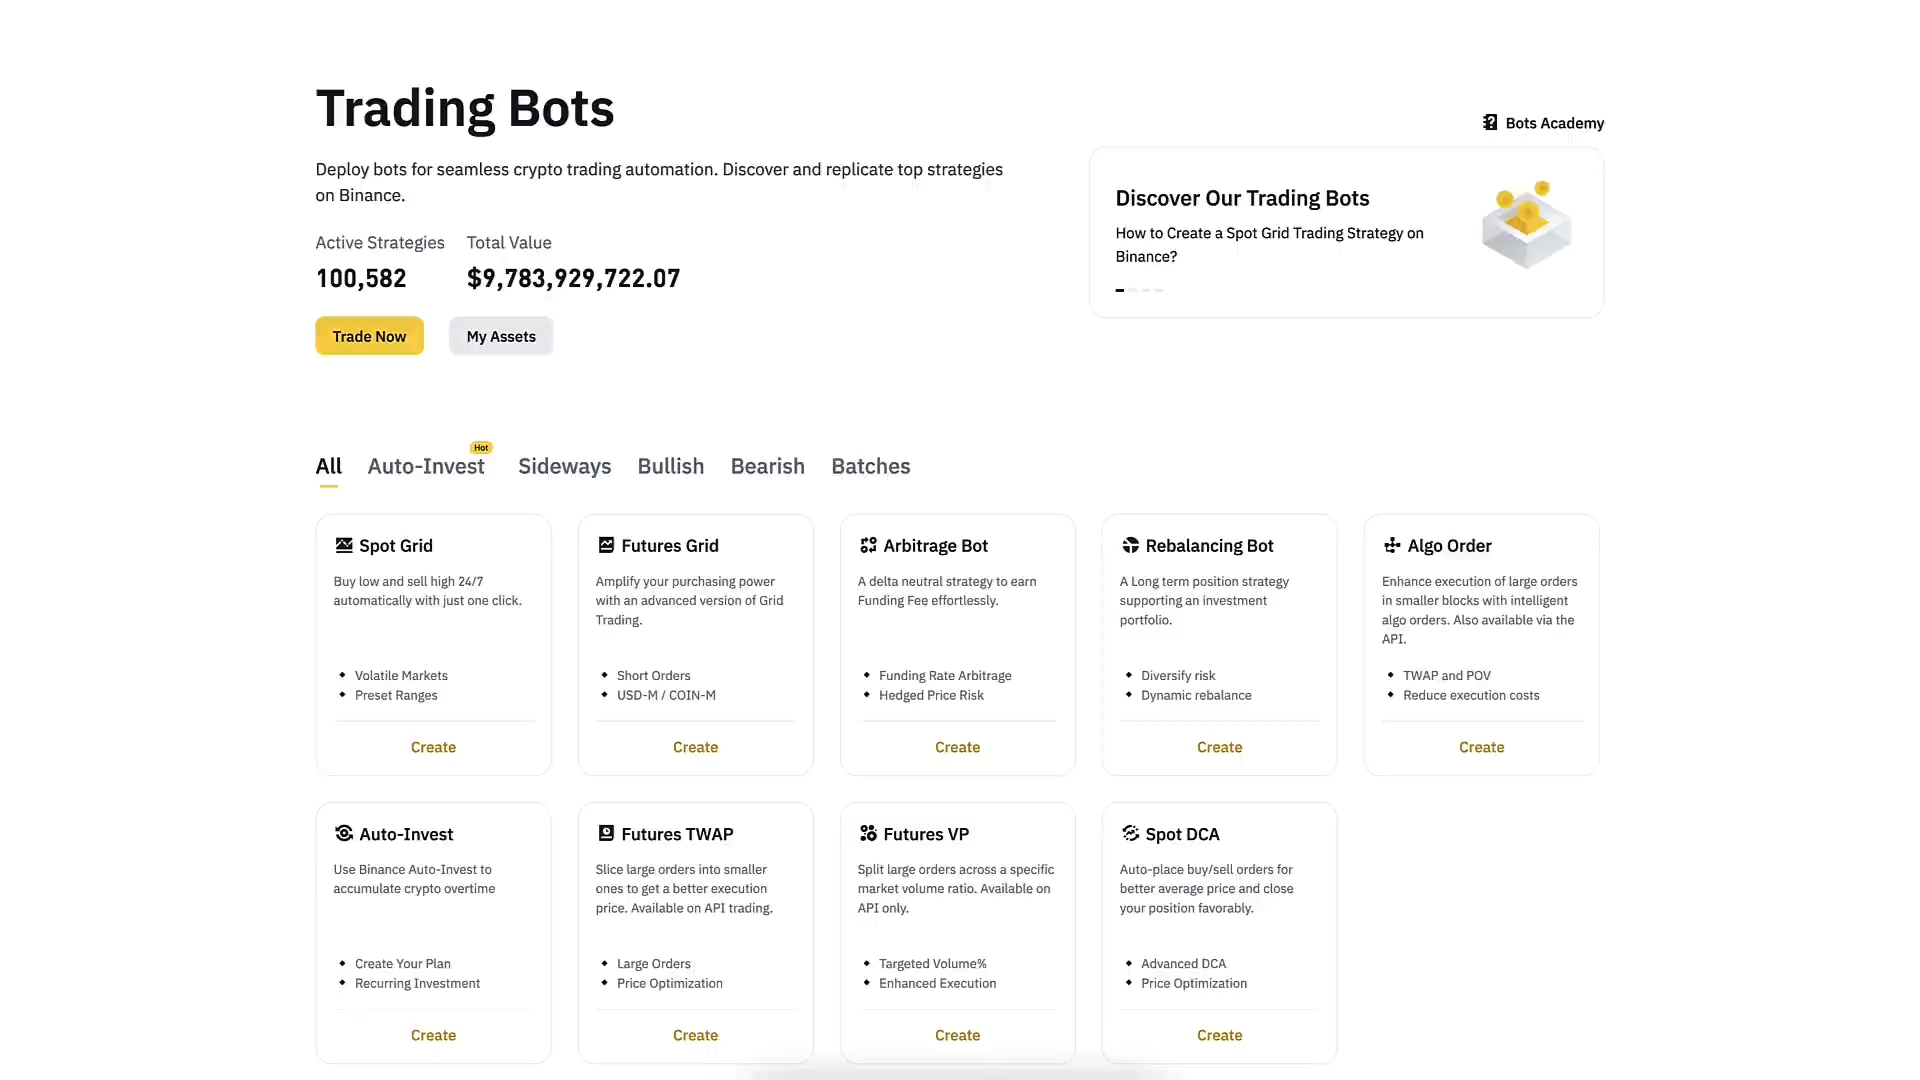 Trading Bots
Bots Academy
Deploy bots for seamless crypto trading automation. Discover and replicate top strategies
on Binance.
Discover Our Trading Bots
How to Create a Spot Grid Trading Strategy on
Binance?
Active Strategies
100,582
Total Value
$9,783,929,722.07
Trade Now
My Assets
All
Auto-Invest
Hot
Sideways
Bullish
Bearish
Batches
Spot Grid
Buy low and sell high 24/7
automatically with just one click.
Volatile Markets
Preset Ranges
Create
Futures Grid
Amplify your purchasing power
with an advanced version of Grid
Trading.
Short Orders
USD-M / COIN-M
Create
Arbitrage Bot
A delta neutral strategy to earn
Funding Fee effortlessly.
Funding Rate Arbitrage
Hedged Price Risk
Create
Rebalancing Bot
A Long term position strategy
supporting an investment
portfolio.
Diversify risk
Dynamic rebalance
Create
Algo Order
Enhance execution of large orders
in smaller blocks with intelligent
algo orders. Also available via the
API.
TWAP and POV
Reduce execution costs
Create
Auto-Invest
Use Binance Auto-Invest to
accumulate crypto overtime
Create Your Plan
Recurring Investment
Create
Futures TWAP
Slice large orders into smaller
ones to get a better execution
price. Available on API trading.
Large Orders
Price Optimization
Create
Futures VP
Split large orders across a specific
market volume ratio. Available on
API only.
Targeted Volume%
Enhanced Execution
Create
Spot DCA
Auto-place buy/sell orders for
better average price and close
your position favorably.
Advanced DCA
Price Optimization
Create